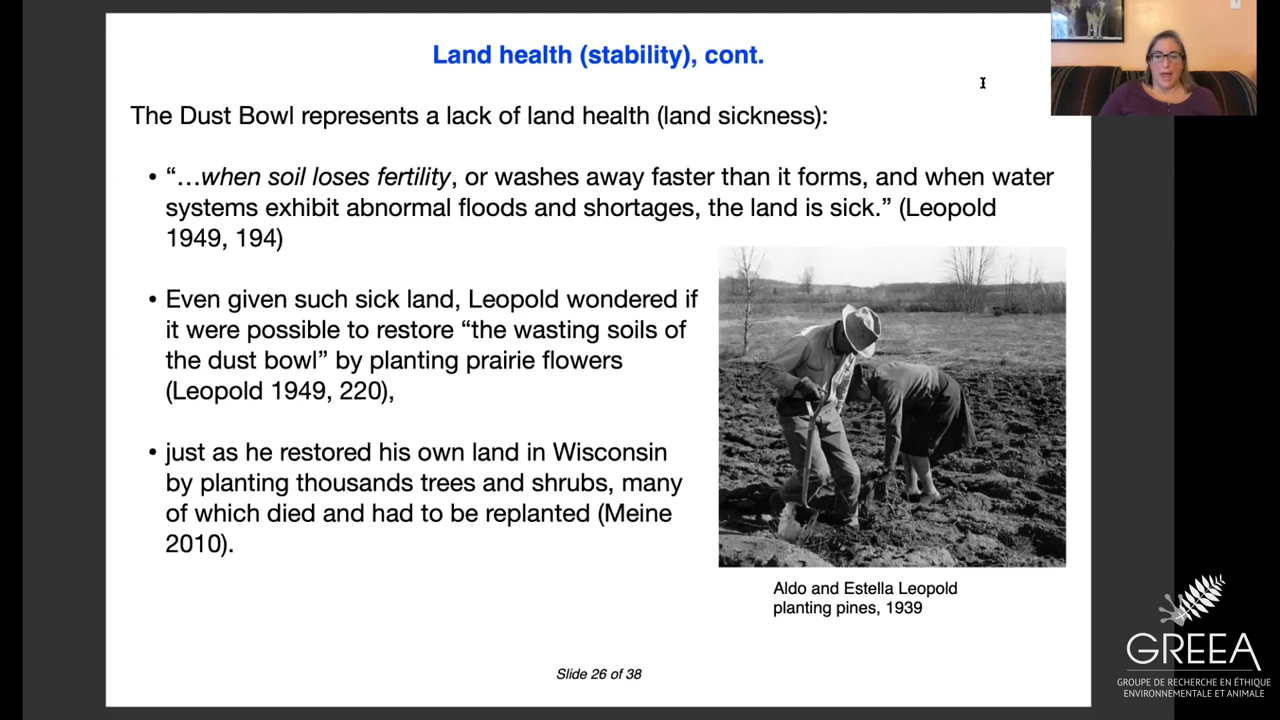 Land health (stability), cont.
The Dust Bowl represents a lack of land health (land sickness):
• “…when soil loses fertility, or washes away faster than it forms, and when water
systems exhibit abnormal floods and shortages, the land is sick.” (Leopold
1949, 194)
• Even given such sick land, Leopold wondered if
it were possible to restore “the wasting soils of
the dust bowl” by planting prairie flowers
(Leopold 1949, 220),
• just as he restored his own land in Wisconsin
by planting thousands trees and shrubs, many
of which died and had to be replanted (Meine
2010).
Aldo and Estella Leopold
planting pines, 1939
Slide 26 of 38
GREEA
GROUPE DE RECHERCHE EN ÉTHIQUE
ENVIRONNEMENTALE ET ANIMALE